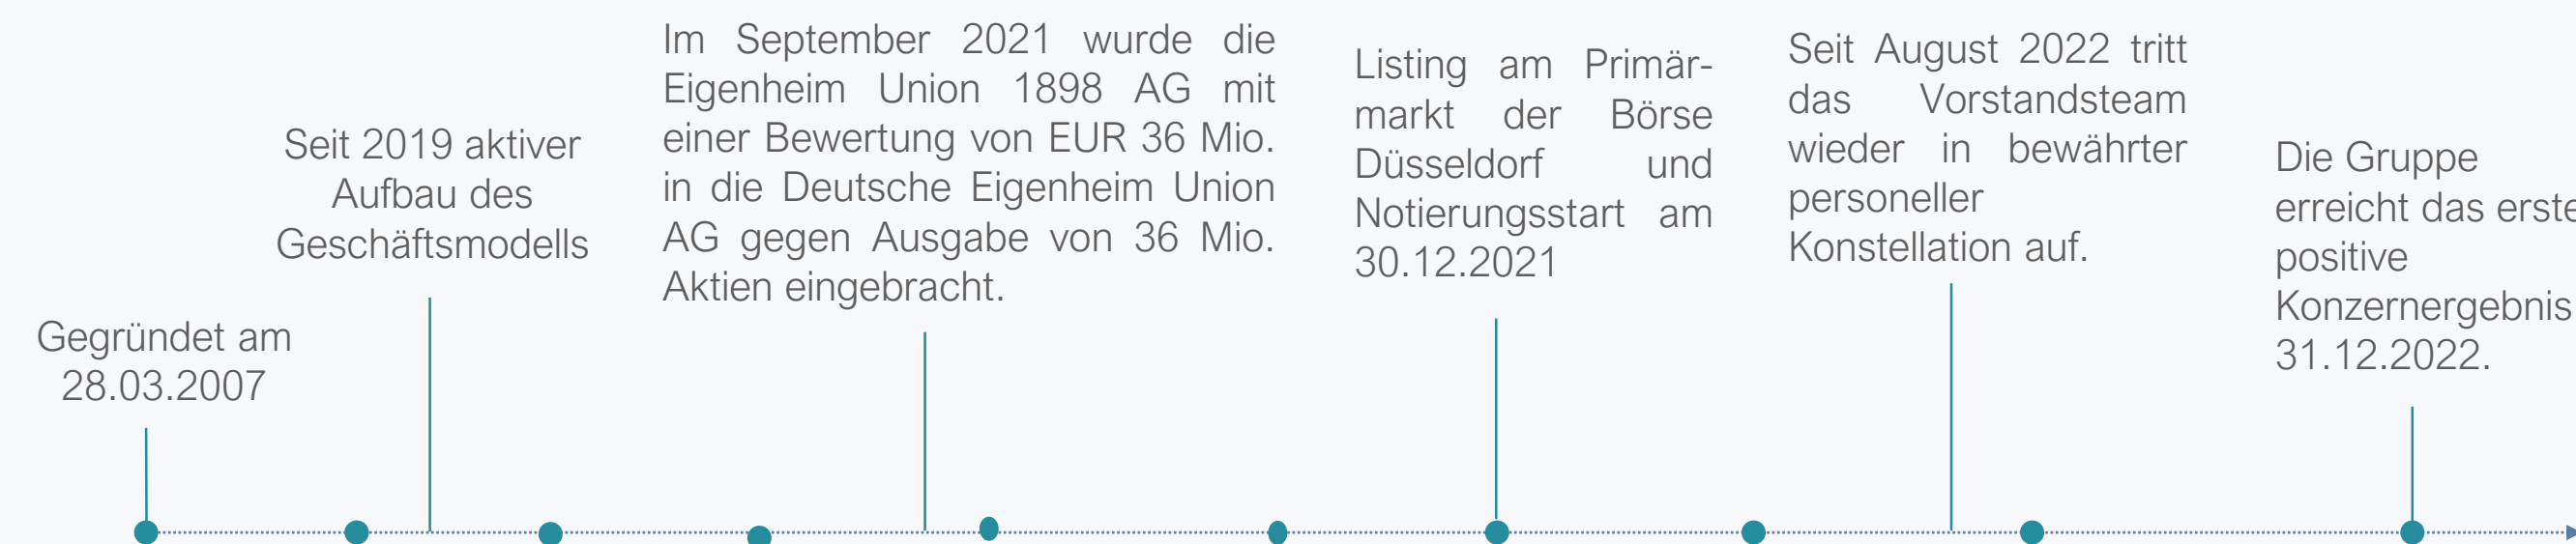 Gegründet am
28.03.2007
Seit 2019 aktiver
Aufbau des
Geschäftsmodells
Im September 2021 wurde die
Eigenheim Union 1898 AG mit
einer Bewertung von EUR 36 Mio.
in die Deutsche Eigenheim Union
AG gegen Ausgabe von 36 Mio.
Aktien eingebracht.
Listing am Primär-
markt der Börse
Düsseldorf und
Notierungsstart am
30.12.2021
Seit August 2022 tritt
das Vorstandsteam
wieder in bewährter
personeller
Konstellation auf.
Die Gruppe
erreicht das erste
positive
Konzernergebnis
31.12.2022.